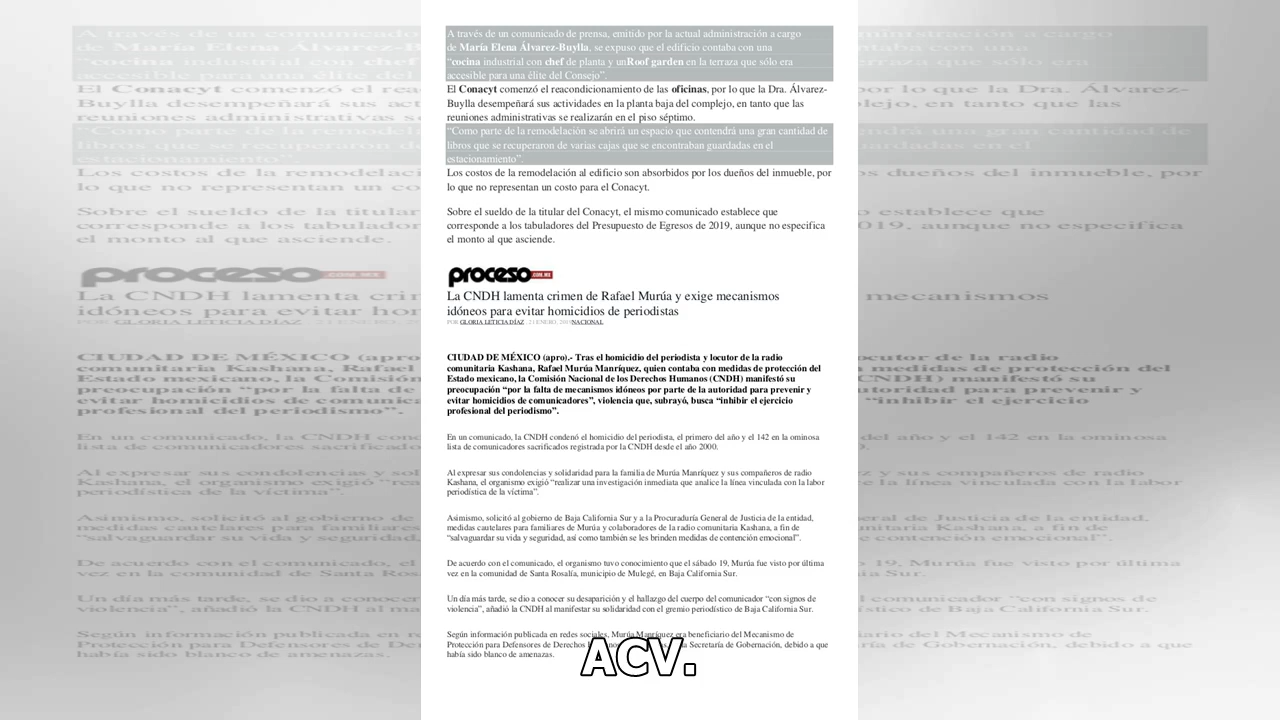 A través de un comunicado de prensa, emitido por la actual administración a cargo
de María Elena Álvarez-Buylla, se expuso que el edificio contaba con una
“cocina industrial con chef de planta y unRoof garden en la terraza que sólo era
accesible para una élite del Consejo”.
El Conacyt comenzó el reacondicionamiento de las oficinas, por lo que la Dra. Álvarez-
Buylla desempeñará sus actividades en la planta baja del complejo, en tanto que las
reuniones administrativas se realizarán en el piso séptimo.
“Como parte de la remodelación se abrirá un espacio que contendrá una gran cantidad de
libros que se recuperaron de varias cajas que se encontraban guardadas en el
estacionamiento”.
Los costos de la remodelación al edificio son absorbidos por los dueños del inmueble, por
lo que no representan un costo para el Conacyt.
Sobre el sueldo de la titular del Conacyt, el mismo comunicado establece que
corresponde a los tabuladores del Presupuesto de Egresos de 2019, aunque no especifica
el monto al que asciende.
proceso .COM.MX
La CNDH lamenta crimen de Rafael Murúa y exige mecanismos
idóneos para evitar homicidios de periodistas
POR GLORIA LETICIA DÍAZ , 21 ENERO, 2019 NACIONAL
CIUDAD DE MÉXICO (apro).- Tras el homicidio del periodista y locutor de la radio
comunitaria Kashana, Rafael Murúa Manríquez, quien contaba con medidas de protección del
Estado mexicano, la Comisión Nacional de los Derechos Humanos (CNDH) manifestó su
preocupación “por la falta de mecanismos idóneos por parte de la autoridad para prevenir y
evitar homicidios de comunicadores”, violencia que, subrayó, busca “inhibir el ejercicio
profesional del periodismo”.
En un comunicado, la CNDH condenó el homicidio del periodista, el primero del año y el 142 en la ominosa
lista de comunicadores sacrificados registrada por la CNDH desde el año 2000.
Al expresar sus condolencias y solidaridad para la familia de Murúa Manríquez y sus compañeros de radio
Kashana, el organismo exigió “realizar una investigación inmediata que analice la línea vinculada con la labor
periodística de la víctima”.
Asimismo, solicitó al gobierno de Baja California Sur y a la Procuraduría General de Justicia de la entidad,
medidas cautelares para familiares de Murúa y colaboradores de la radio comunitaria Kashana, a fin de
“salvaguardar su vida y seguridad, así como también se les brinden medidas de contención emocional”.
De acuerdo con el comunicado, el organismo tuvo conocimiento que el sábado 19, Murúa fue visto por última
vez en la comunidad de Santa Rosalía, municipio de Mulegé, en Baja California Sur.
Un día más tarde, se dio a conocer su desaparición y el hallazgo del cuerpo del comunicador “con signos de
violencia”, añadió la CNDH al manifestar su solidaridad con el gremio periodístico de Baja California Sur.
Según información publicada en redes sociales, Murúa Manríquez era beneficiario del Mecanismo de
Protección para Defensores de Derechos la Secretaría de Gobernación, debido a que
había sido blanco de amenazas.
ACV.